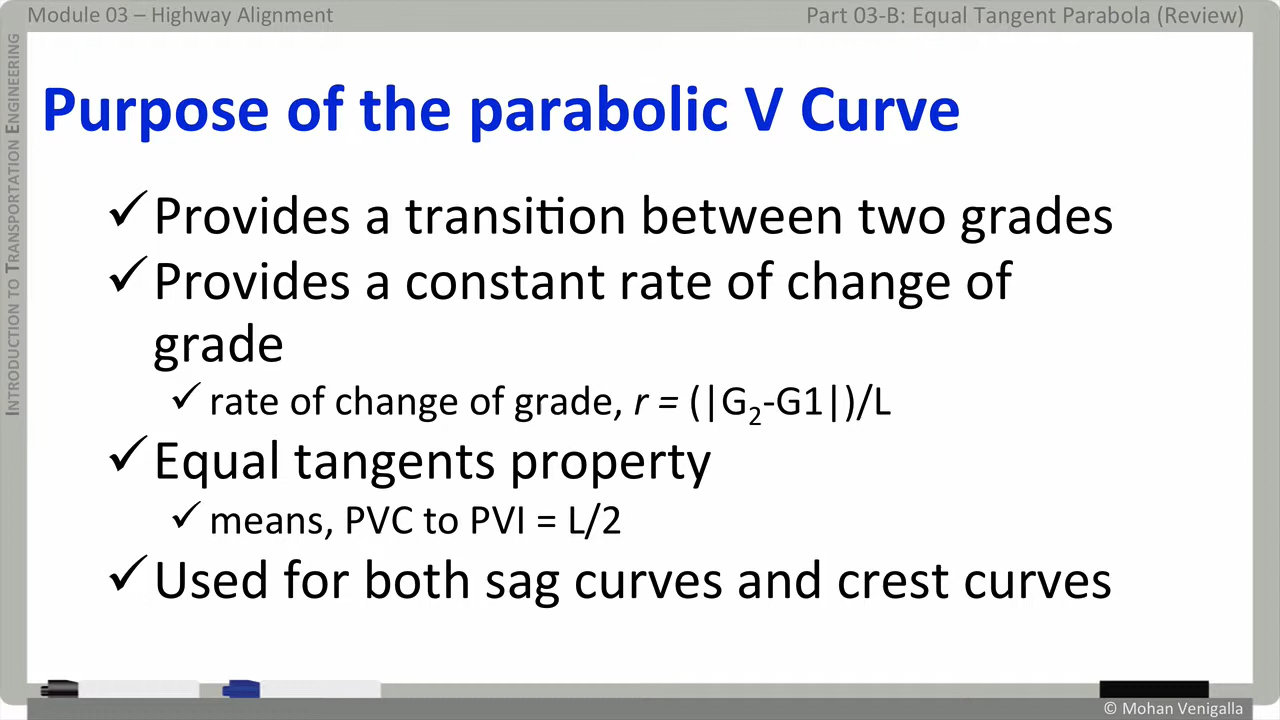 Module 03 – Highway Alignment
Part 03-B: Equal Tangent Parabola (Review)
INTRODUCTION TO TRANSPORTATION ENGINEERING
Purpose of the parabolic V Curve
✓Provides a transition between two grades
✓Provides a constant rate of change of
grade
✓rate of change of grade, r = (|G₂-G1|)/L
✓Equal tangents property
✓means, PVC to PVI = L/2
✓Used for both sag curves and crest curves
© Mohan Venigalla